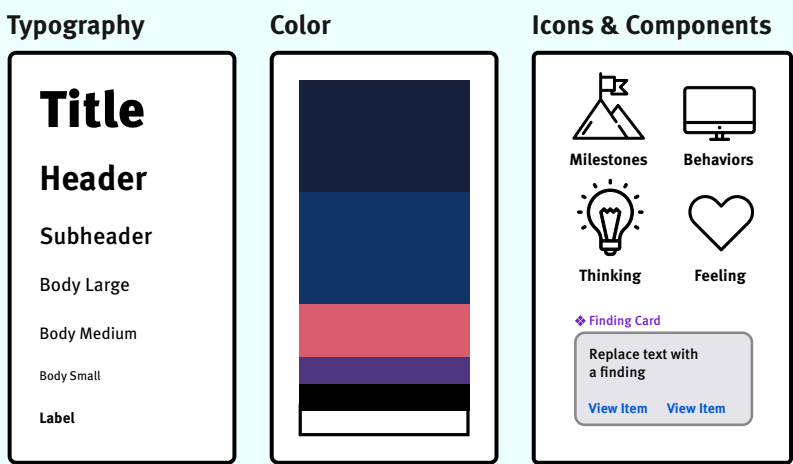 Typography
Title
Header
Subheader
Body Large
Body Medium
Body Small
Label
Color
Icons & Components
Milestones
Behaviors
Thinking
Feeling
Finding Card
Replace text with
a finding
View Item View Item